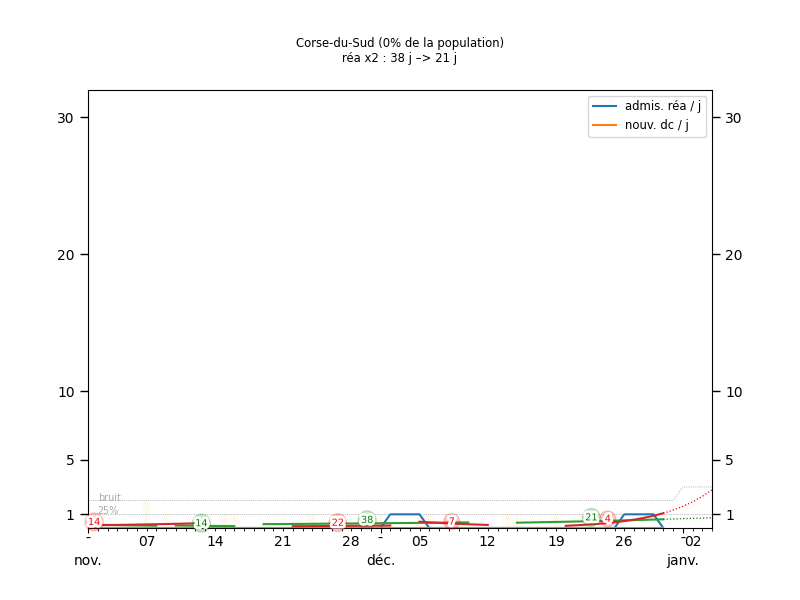 Corse-du-Sud (0% de la population)
réa x2 : 38 j –> 21 j
admis. réa / j
nouv. dc / j
30 30
20 20
10 10
5 5
bruit
25%
1 1
14 14 22 38 7 21 4
- 07 14 21 28 - 05 12 19 26 - 02
nov. déc. janv.